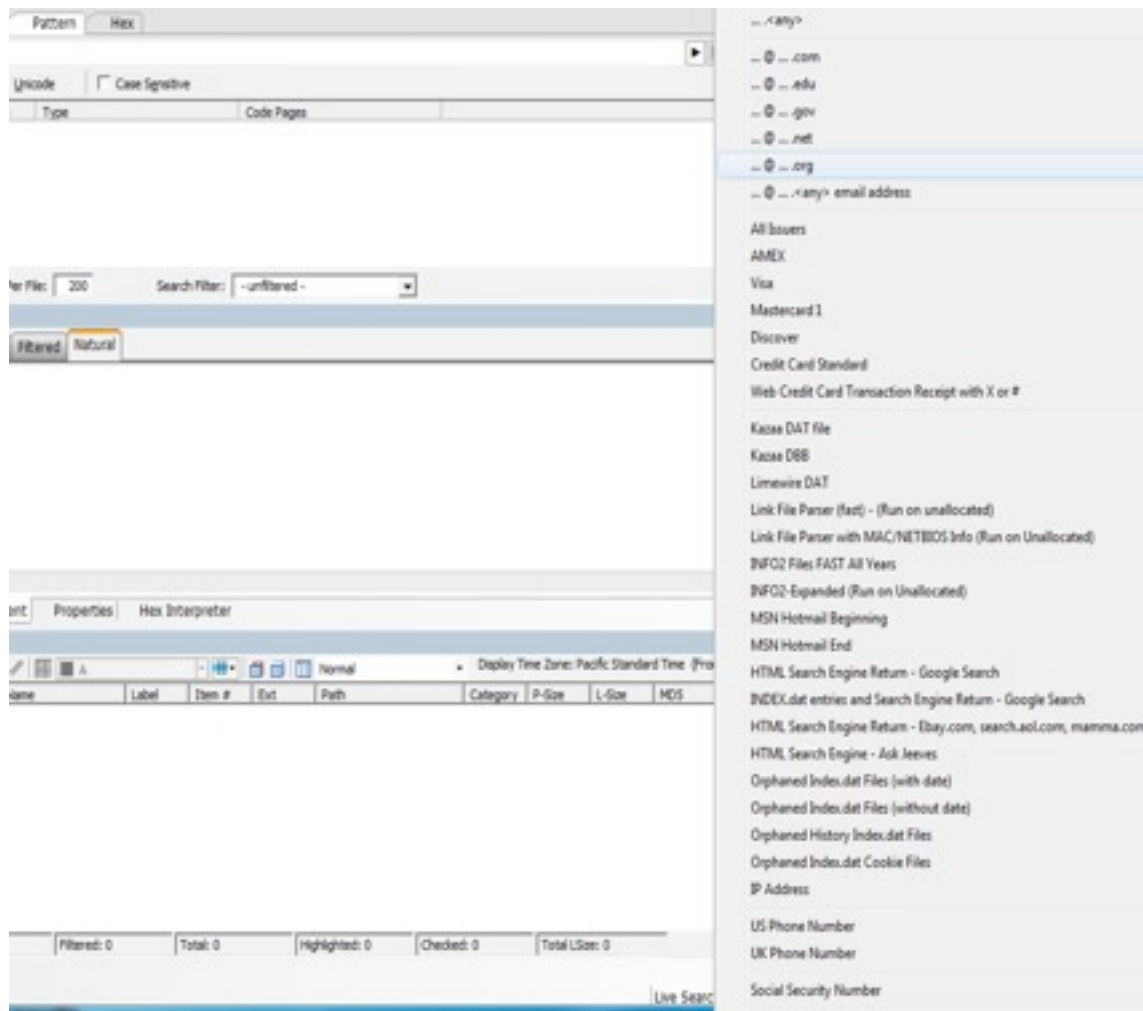 Pattern Hex
Unicode Case Sensitive
Type Code Pages
Per File: 200 Search Filter: - unfiltered -
Filtered Natural
ent Properties Hex Interpreter
A Normal Display Time Zone: Pacific Standard Time (Fro
Name Label Item # Ext Path Category P-Size L-Size MD5
Filtered: 0 Total: 0 Highlighted: 0 Checked: 0 Total LSize: 0
Live Searc
... .<any>
... @ ... .com
... @ ... .edu
... @ ... .gov
... @ ... .net
... @ ... .org
... @ ... .<any> email address
All Issuers
AMEX
Visa
Mastercard 1
Discover
Credit Card Standard
Web Credit Card Transaction Receipt with X or #
Kazaa DAT file
Kazaa DBB
Limewire DAT
Link File Parser (fast) - (Run on unallocated)
Link File Parser with MAC/NETBIOS Info (Run on Unallocated)
INFO2 Files FAST All Years
INFO2-Expanded (Run on Unallocated)
MSN Hotmail Beginning
MSN Hotmail End
HTML Search Engine Return - Google Search
INDEX.dat entries and Search Engine Return - Google Search
HTML Search Engine Return - Ebay.com, search.aol.com, mamma.com
HTML Search Engine - Ask Jeeves
Orphaned Index.dat Files (with date)
Orphaned Index.dat Files (without date)
Orphaned History Index.dat Files
Orphaned Index.dat Cookie Files
IP Address
US Phone Number
UK Phone Number
Social Security Number